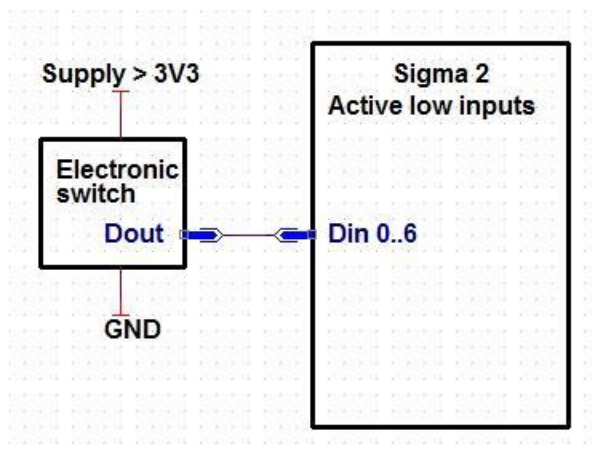 Supply > 3V3
Sigma 2
Active low inputs
Electronic
switch
Dout
Din 0..6
GND